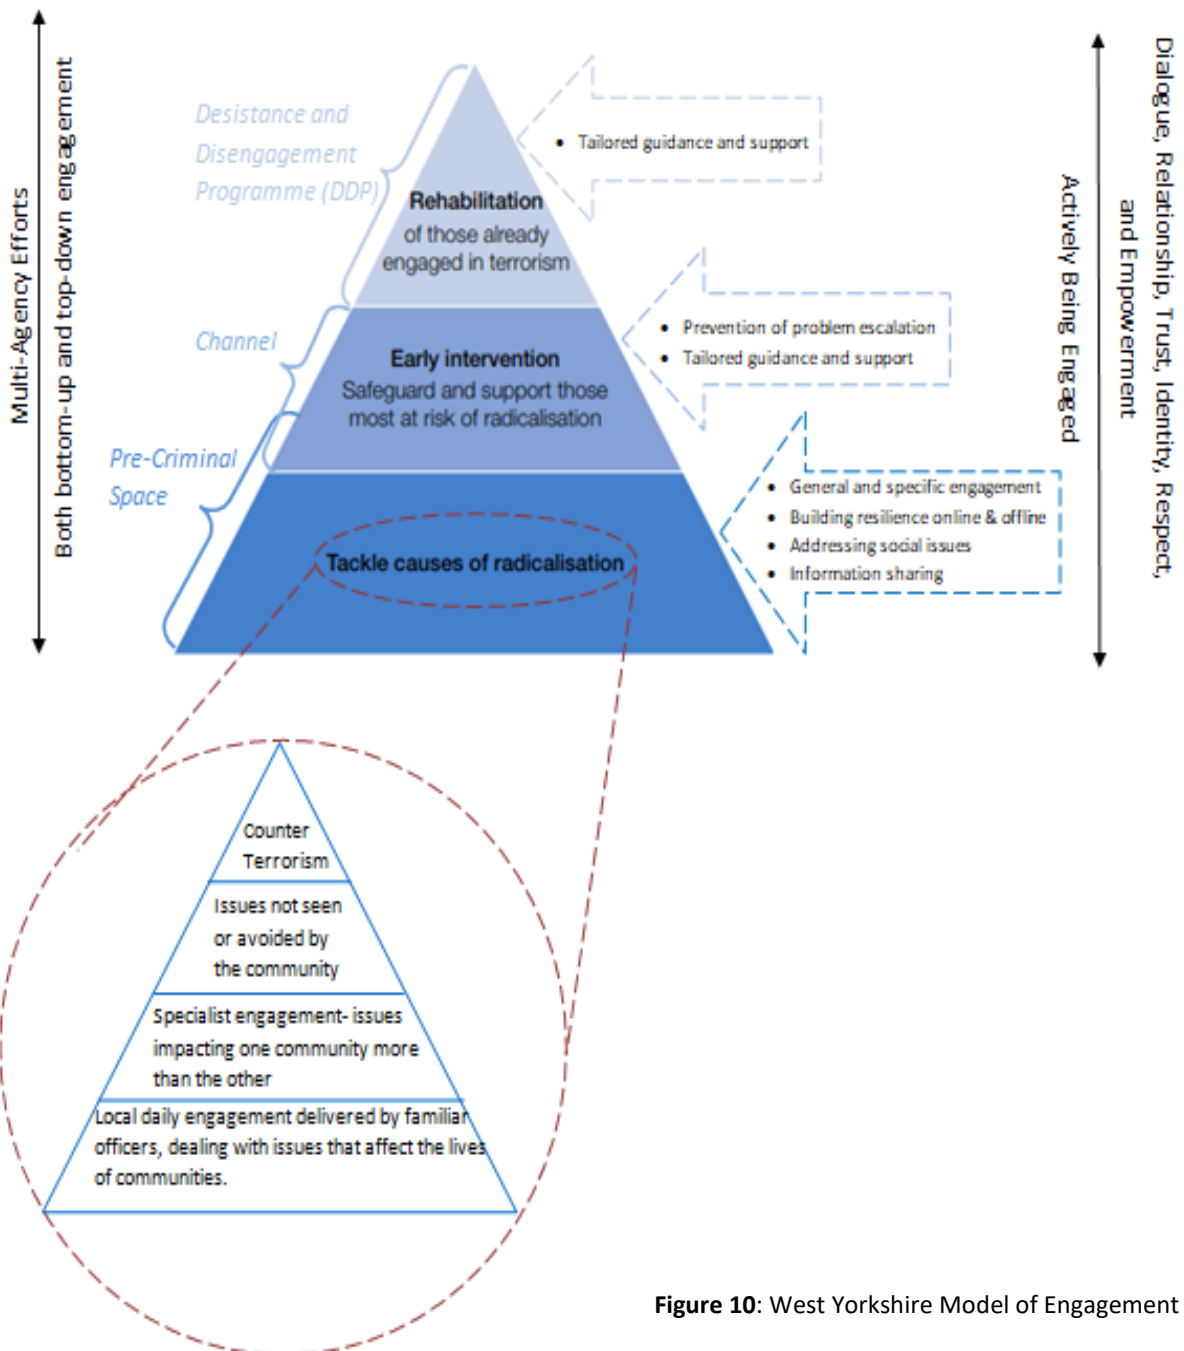 Multi-Agency Efforts
Both bottom-up and top-down engagement
Desistance and
Disengagement
Programme (DDP)
Channel
Pre-Criminal
Space
Rehabilitation
of those already
engaged in terrorism
Early intervention
Safeguard and support those
most at risk of radicalisation
Tackle causes of radicalisation
• Tailored guidance and support
• Prevention of problem escalation
• Tailored guidance and support
• General and specific engagement
• Building resilience online & offline
• Addressing social issues
• Information sharing
Actively Being Engaged
Dialogue, Relationship, Trust, Identity, Respect,
and Empowerment
Counter
Terrorism
Issues not seen
or avoided by
the community
Specialist engagement- issues
impacting one community more
than the other
Local daily engagement delivered by familiar
officers, dealing with issues that affect the lives
of communities.
Figure 10: West Yorkshire Model of Engagement